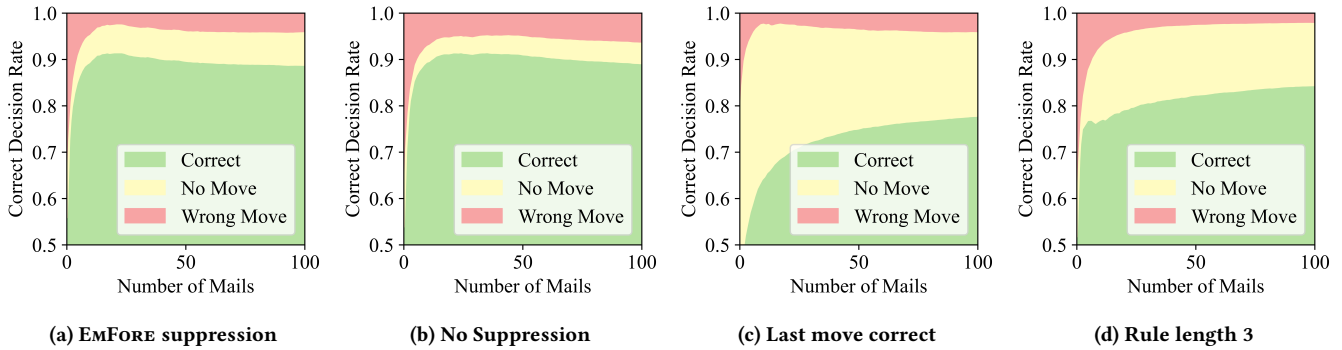 Correct Decision Rate
1.0
0.9
0.8
0.7
0.6
0.5
Correct
No Move
Wrong Move
0
50
100
Number of Mails
(a) EMFORE suppression
Correct Decision Rate
1.0
0.9
0.8
0.7
0.6
0.5
Correct
No Move
Wrong Move
0
50
100
Number of Mails
(b) No Suppression
Correct Decision Rate
1.0
0.9
0.8
0.7
0.6
0.5
Correct
No Move
Wrong Move
0
50
100
Number of Mails
(c) Last move correct
Correct Decision Rate
1.0
0.9
0.8
0.7
0.6
0.5
Correct
No Move
Wrong Move
0
50
100
Number of Mails
(d) Rule length 3